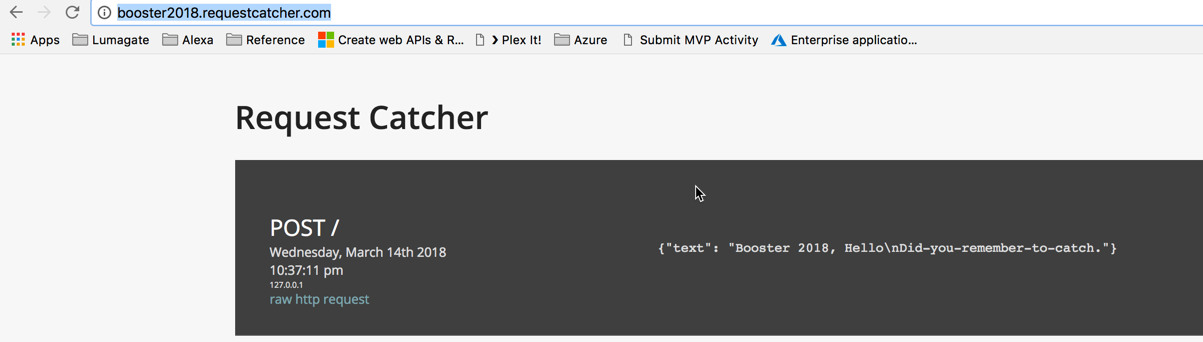 booster2018.requestcatcher.com
Apps Lumagate Alexa Reference Create web APIs & R... Plex It! Azure Submit MVP Activity Enterprise applicatio...
Request Catcher
POST /
Wednesday, March 14th 2018
10:37:11 pm
127.0.0.1
raw http request
{"text": "Booster 2018, Hello\nDid-you-remember-to-catch."}